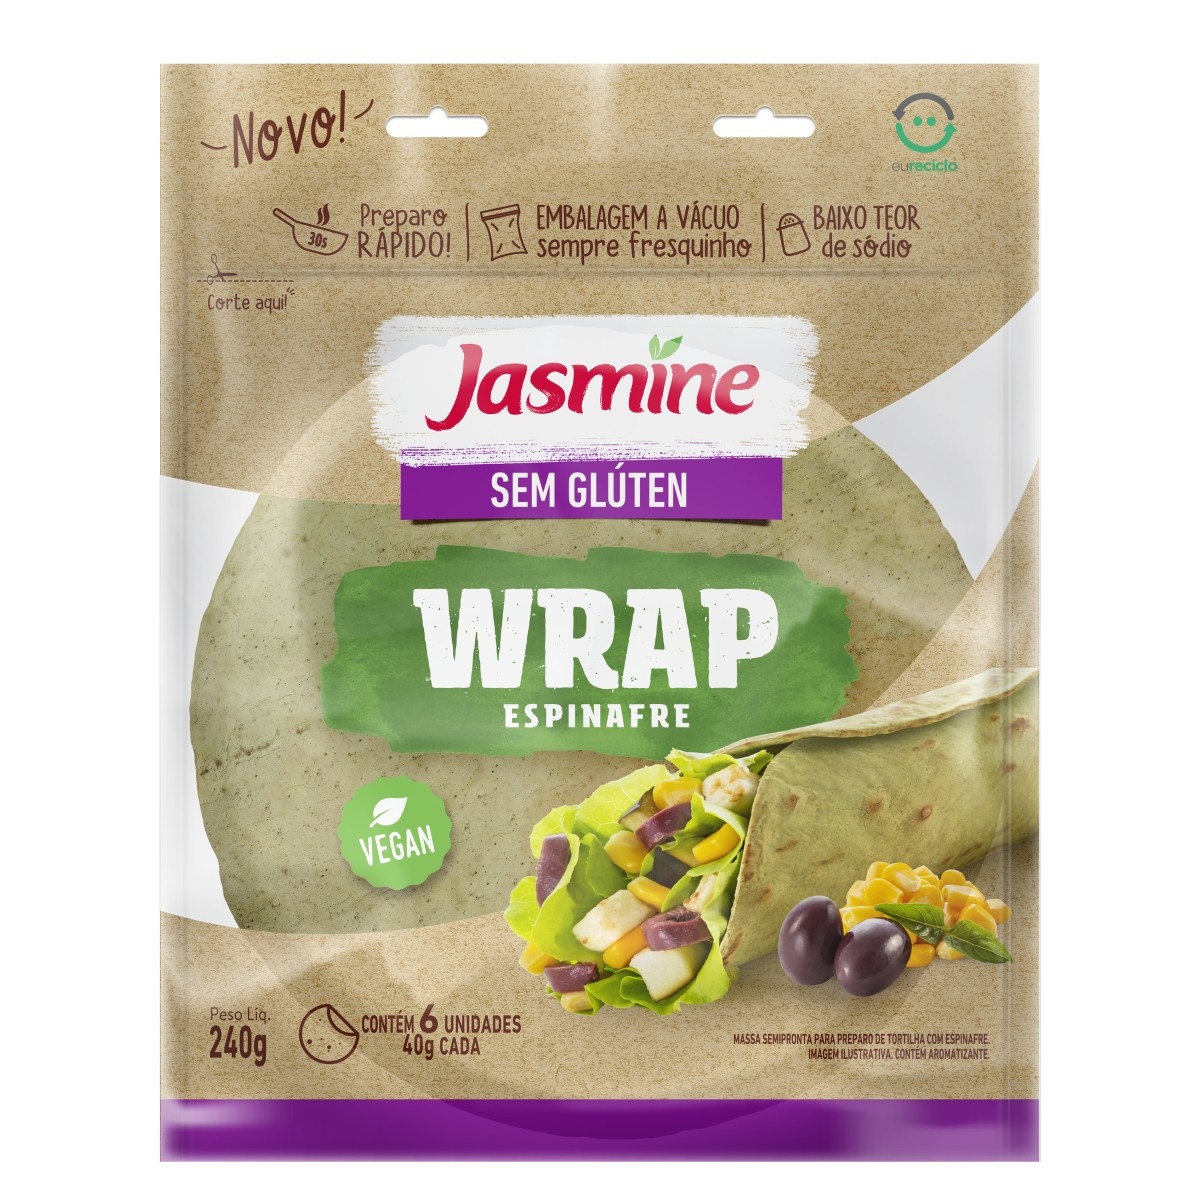 Novo!
eureciclo
30s
Preparo
RÁPIDO!
EMBALAGEM A VÁCUO
sempre fresquinho
BAIXO TEOR
de sódio
Corte aqui!
Jasmine
SEM GLÚTEN
WRAP
ESPINAFRE
VEGAN
Peso Líq.
240g
CONTÉM 6 UNIDADES
40g CADA
MASSA SEMIPRONTA PARA PREPARO DE TORTILHA COM ESPINAFRE.
IMAGEM ILUSTRATIVA. CONTÉM AROMATIZANTE.